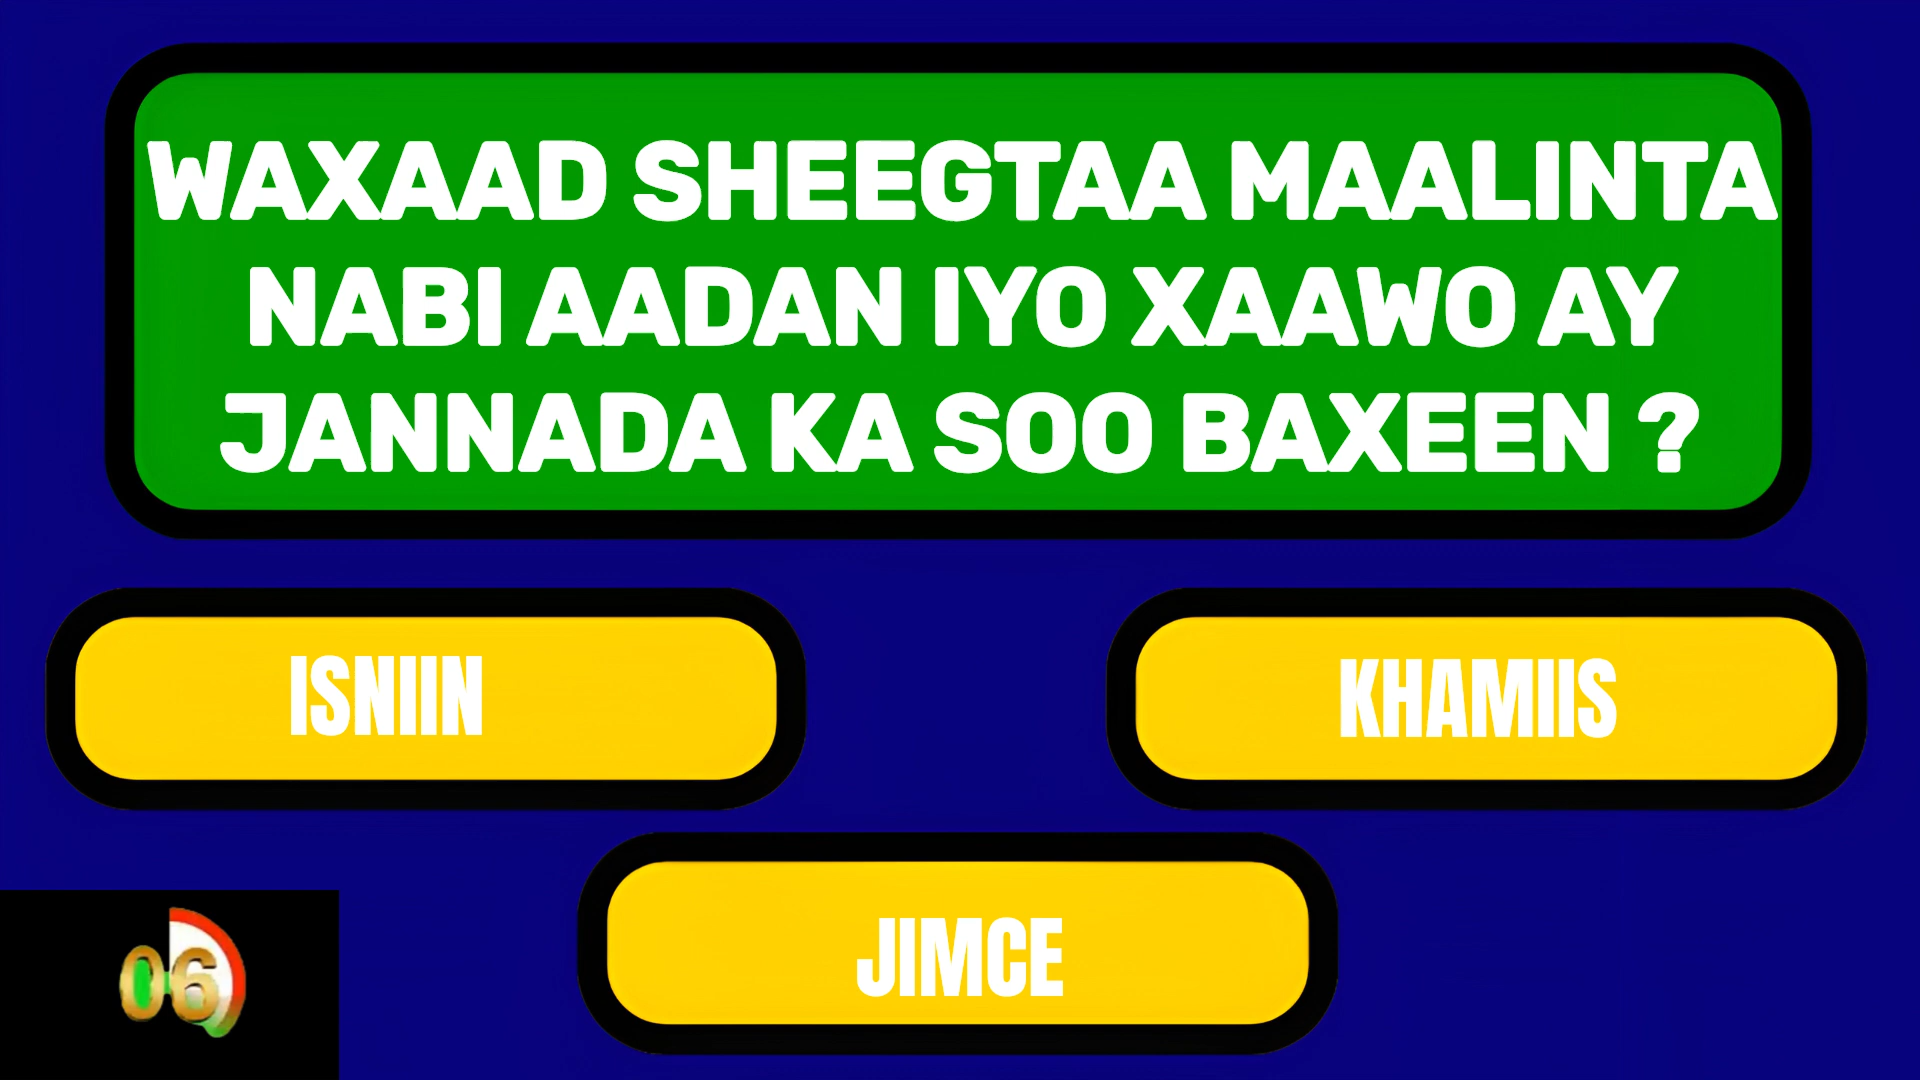 WAXAAD SHEEGTAA MAALINTA
NABI AADAN IYO XAAWO AY
JANNADA KA SOO BAXEEN ?
ISNIIN
KHAMIIS
JIMCE
06